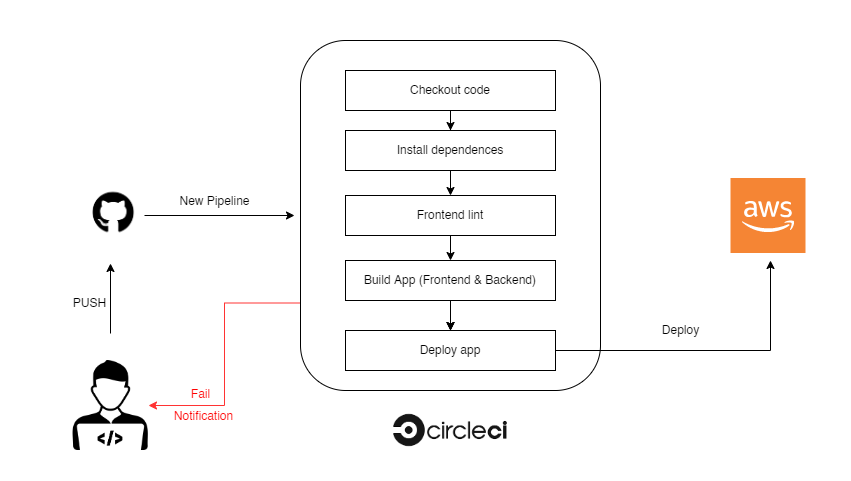 Checkout code
Install dependences
Frontend lint
Build App (Frontend & Backend)
Deploy app
New Pipeline
PUSH
Fail
Notification
</>
circleci
Deploy
aws